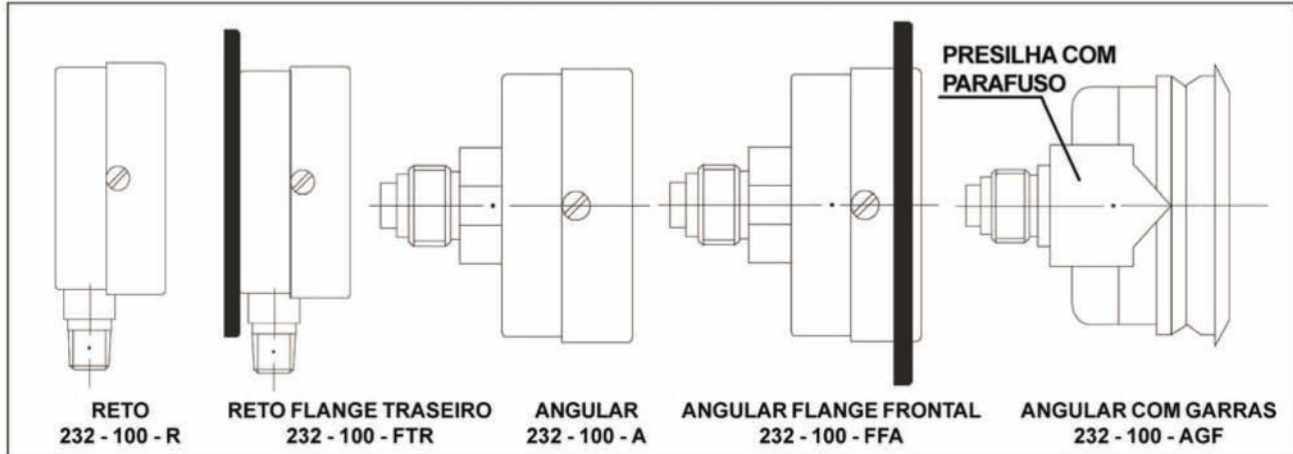 PRESILHA COM
PARAFUSO
RETO
232 - 100 - R
RETO FLANGE TRASEIRO
232 - 100 - FTR
ANGULAR
232 - 100 - A
ANGULAR FLANGE FRONTAL
232 - 100 - FFA
ANGULAR COM GARRAS
232 - 100 - AGF